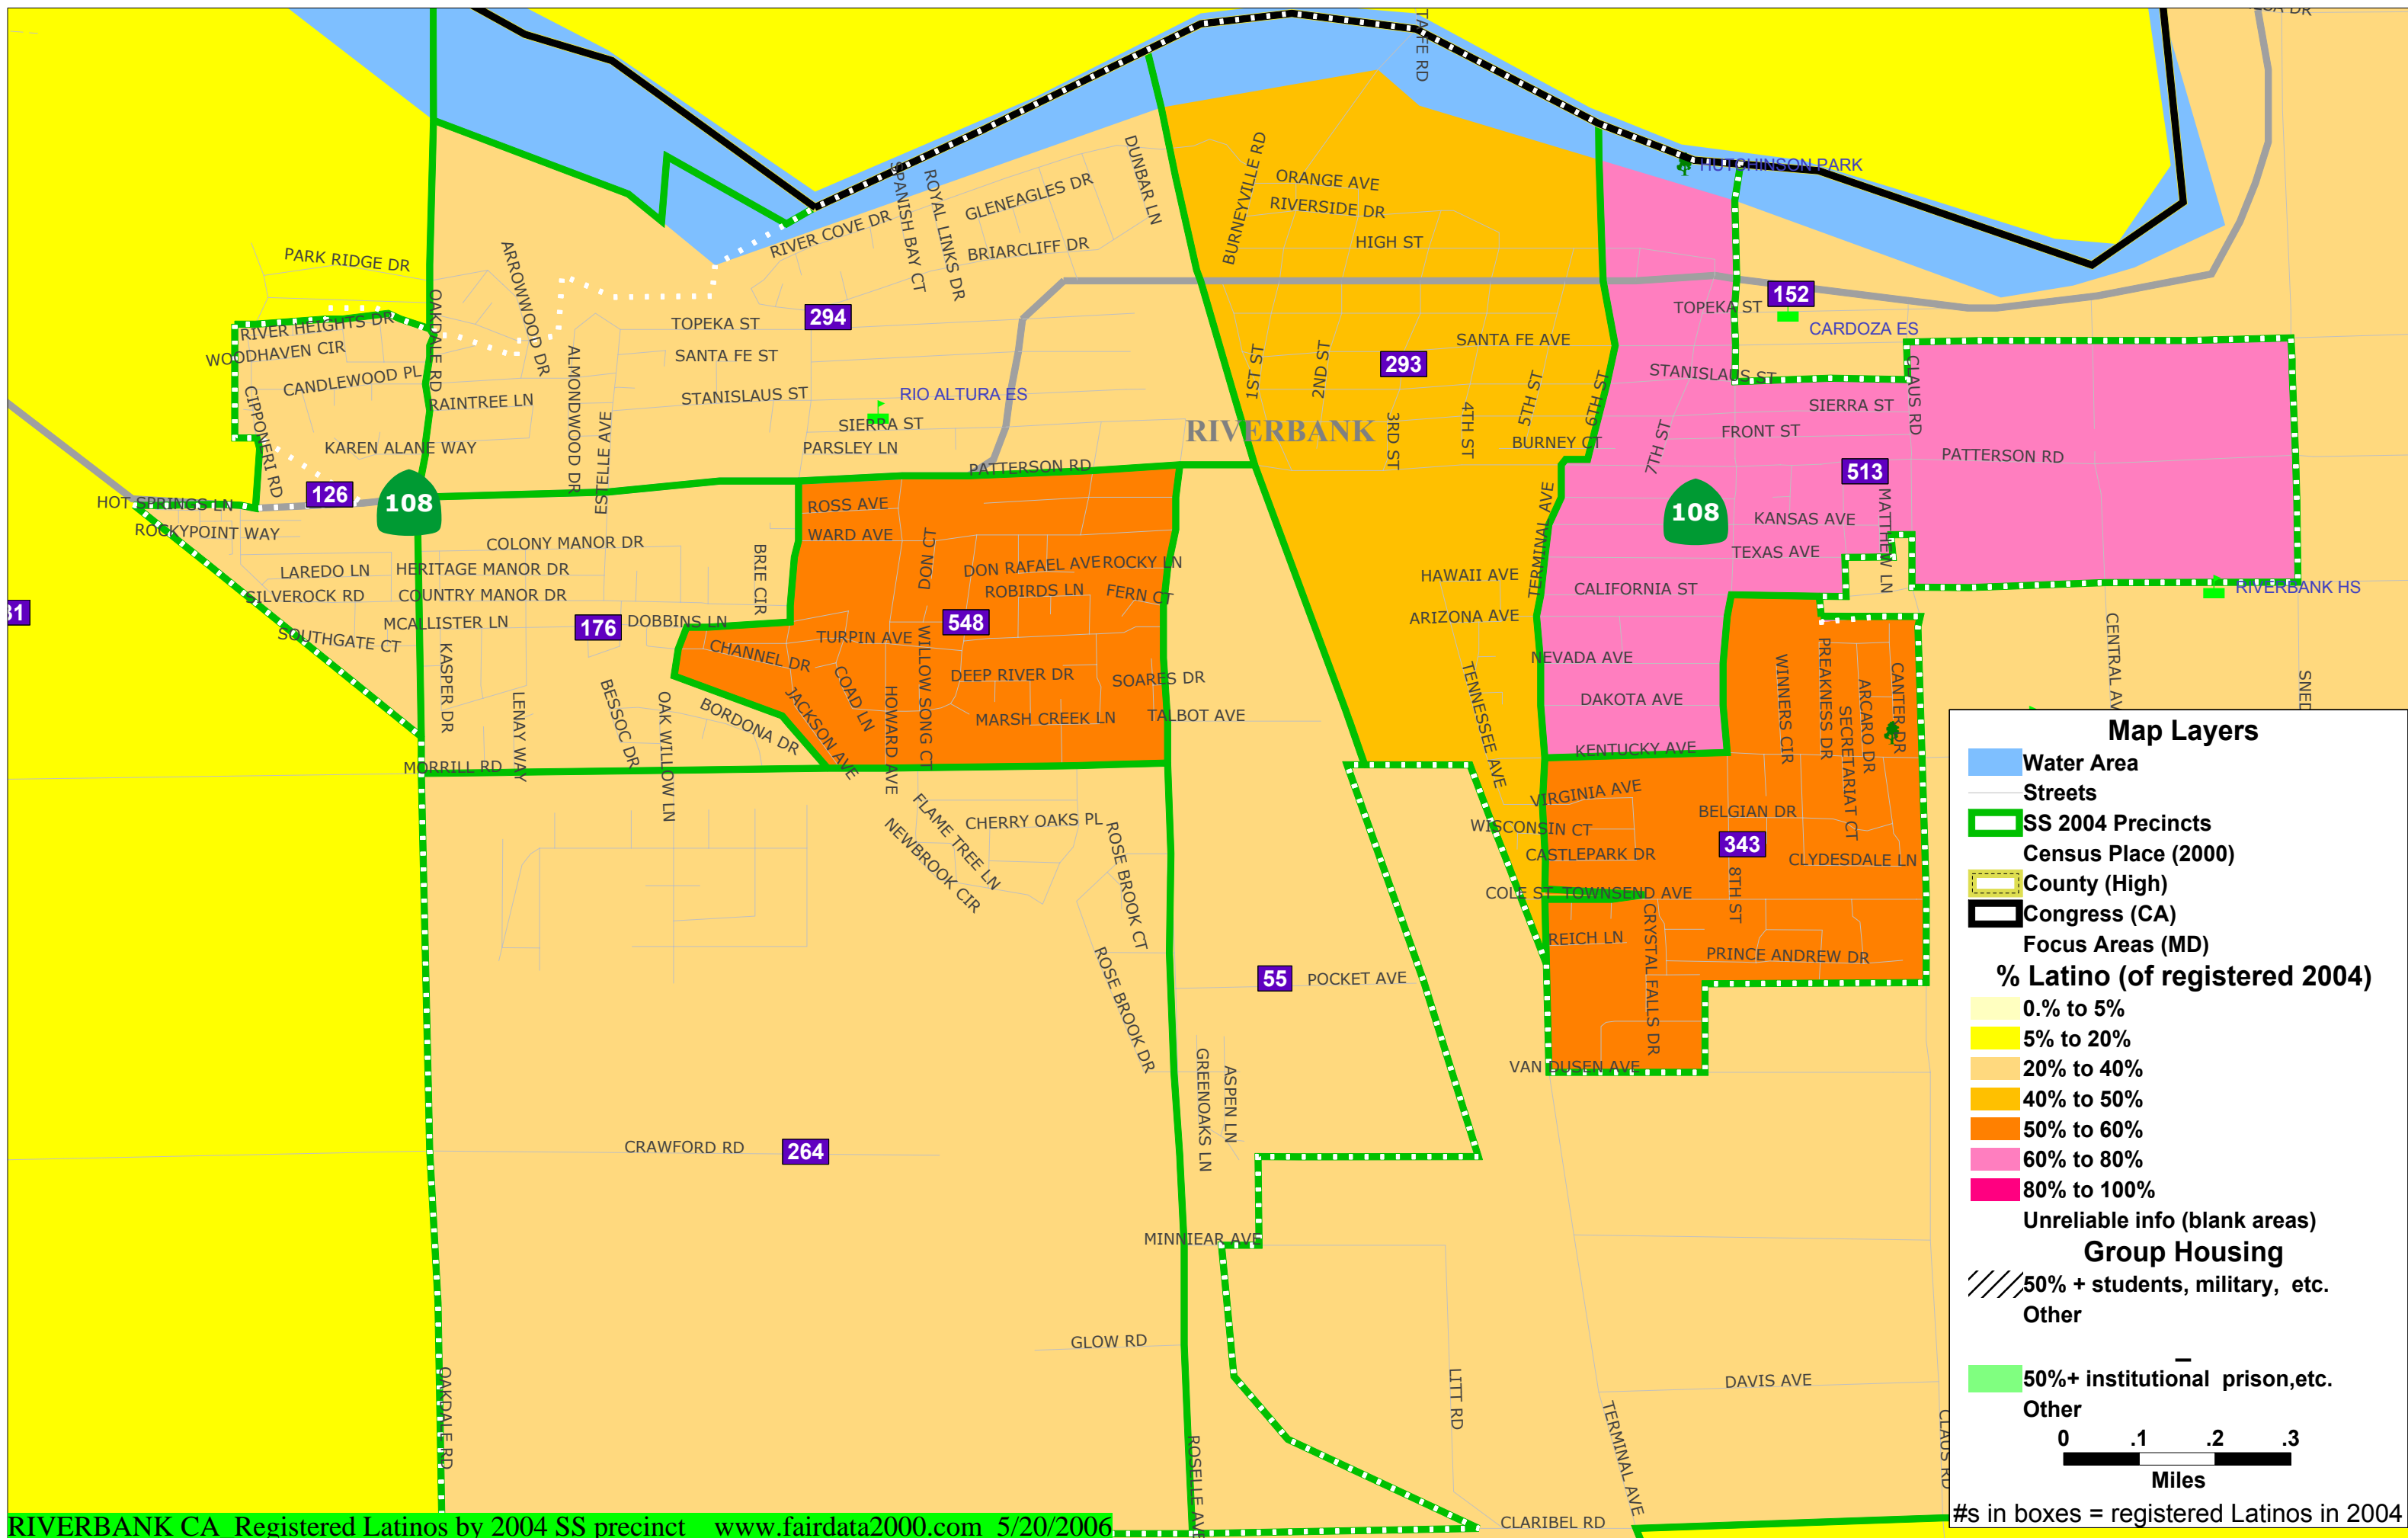 TAFE RD
HUTCHINSON PARK
ORANGE AVE
RIVERSIDE DR
HIGH ST
BURNEYVILLE RD
DUNBAR LN
GLENEAGLES DR
ROYAL LINKS DR
SPANISH BAY CT
BRIARCLIFF DR
RIVER COVE DR
PARK RIDGE DR
ARROWWOOD DR
OAKDALE RD
RIVER HEIGHTS DR
WOODHAVEN CIR
CANDLEWOOD PL
CIPPONERI RD
RAINTREE LN
KAREN ALANE WAY
ALMONDWOOD DR
ESTELLE AVE
TOPEKA ST
294
SANTA FE ST
STANISLAUS ST
RIO ALTURA ES
SIERRA ST
PARSLEY LN
PATTERSON RD
RIVERBANK
1ST ST
2ND ST
293
3RD ST
4TH ST
5TH ST
6TH ST
SANTA FE AVE
BURNEY CT
7TH ST
152
TOPEKA ST
CARDOZA ES
STANISLAUS ST
CLAUS RD
SIERRA ST
FRONT ST
PATTERSON RD
513
MATTHEW LN
108
KANSAS AVE
TEXAS AVE
CALIFORNIA ST
RIVERBANK HS
TERMINAL AVE
HAWAII AVE
ARIZONA AVE
NEVADA AVE
DAKOTA AVE
KENTUCKY AVE
TENNESSEE AVE
126
108
HOT SPRINGS LN
ROCKYPOINT WAY
COLONY MANOR DR
LAREDO LN
HERITAGE MANOR DR
SILVEROCK RD
COUNTRY MANOR DR
MCALLISTER LN
SOUTHGATE CT
176
DOBBINS LN
BRIE CIR
31
KASPER DR
LENAY WAY
BESSOC DR
OAK WILLOW LN
BORDONA DR
MORRILL RD
ROSS AVE
WARD AVE
DON CT
DON RAFAEL AVE
ROCKY LN
ROBIRDS LN
FERN CT
548
TURPIN AVE
CHANNEL DR
COAD LN
JACKSON AVE
HOWARD AVE
WILLOW SONG CT
DEEP RIVER DR
SOARES DR
MARSH CREEK LN
TALBOT AVE
FLAME TREE LN
NEWBROOK CIR
CHERRY OAKS PL
ROSE BROOK CT
ROSE BROOK DR
WINNERS CIR
PREAKNESS DR
SECRETARIAT CT
ARCARO DR
CANTER DR
CENTRAL AV
SNED
VIRGINIA AVE
WISCONSIN CT
CASTLEPARK DR
BELGIAN DR
343
CLYDESDALE LN
8TH ST
COLE ST
TOWNSEND AVE
REICH LN
CRYSTAL FALLS DR
PRINCE ANDREW DR
VAN DUSEN AVE
55
POCKET AVE
GREENOAKS LN
ASPEN LN
CRAWFORD RD
264
MINNIEAR AVE
GLOW RD
OAKDALE RD
ROSELLE AVE
LITT RD
TERMINAL AVE
DAVIS AVE
CLAUS RD
CLARIBEL RD
Map Layers
Water Area
Streets
SS 2004 Precincts
Census Place (2000)
County (High)
Congress (CA)
Focus Areas (MD)
% Latino (of registered 2004)
0.% to 5%
5% to 20%
20% to 40%
40% to 50%
50% to 60%
60% to 80%
80% to 100%
Unreliable info (blank areas)
Group Housing
50% + students, military, etc.
Other
50%+ institutional prison,etc.
Other
0 .1 .2 .3
Miles
#s in boxes = registered Latinos in 2004
RIVERBANK CA Registered Latinos by 2004 SS precinct www.fairdata2000.com 5/20/2006